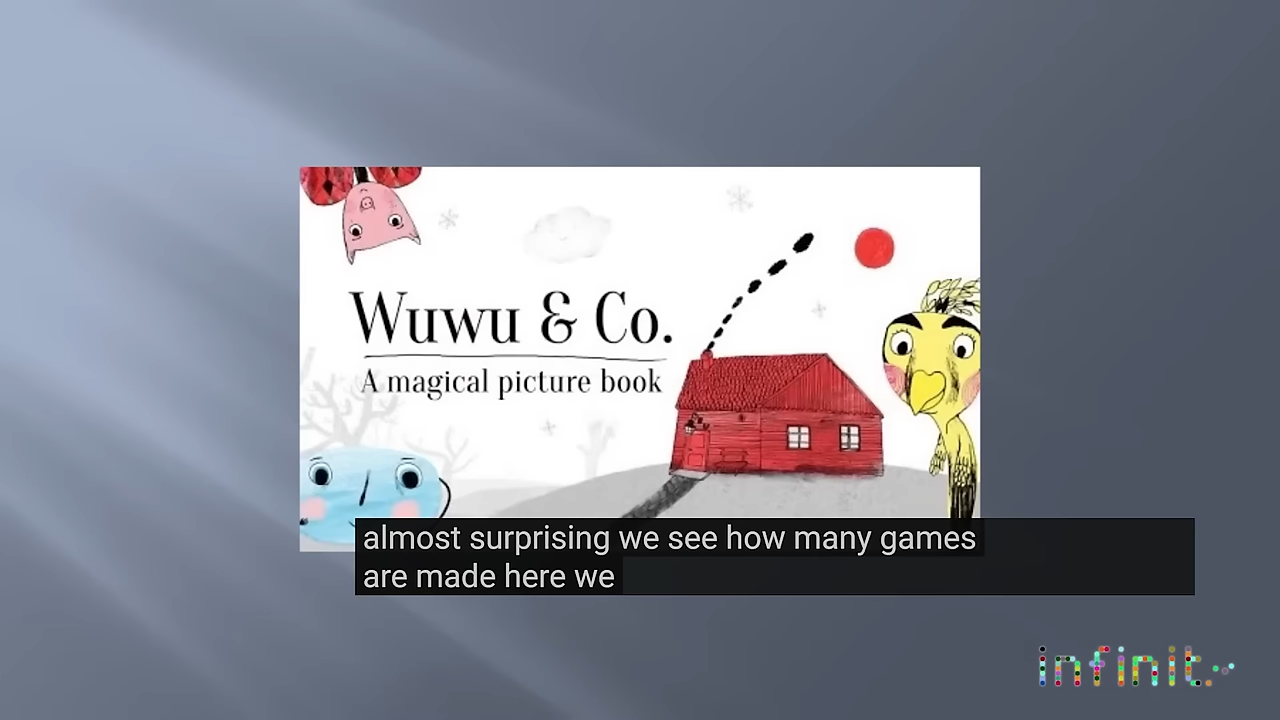 Wuwu & Co.
A magical picture book
almost surprising we see how many games
are made here we
infinit